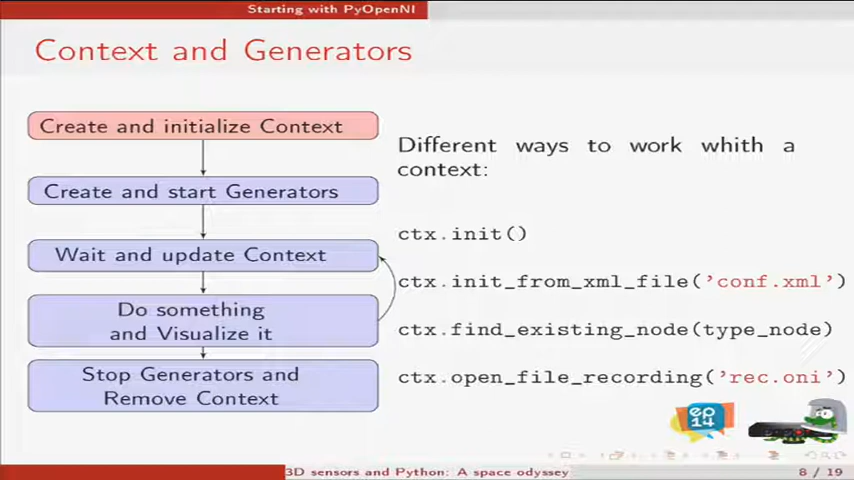 Starting with PyOpenNI
Context and Generators
Create and initialize Context
Create and start Generators
Wait and update Context
Do something
and Visualize it
Stop Generators and
Remove Context
Different ways to work whith a
context:
ctx.init()
ctx.init_from_xml_file('conf.xml')
ctx.find_existing_node(type_node)
ctx.open_file_recording('rec.oni')
ep
14
3D sensors and Python: A space odyssey
8 / 19